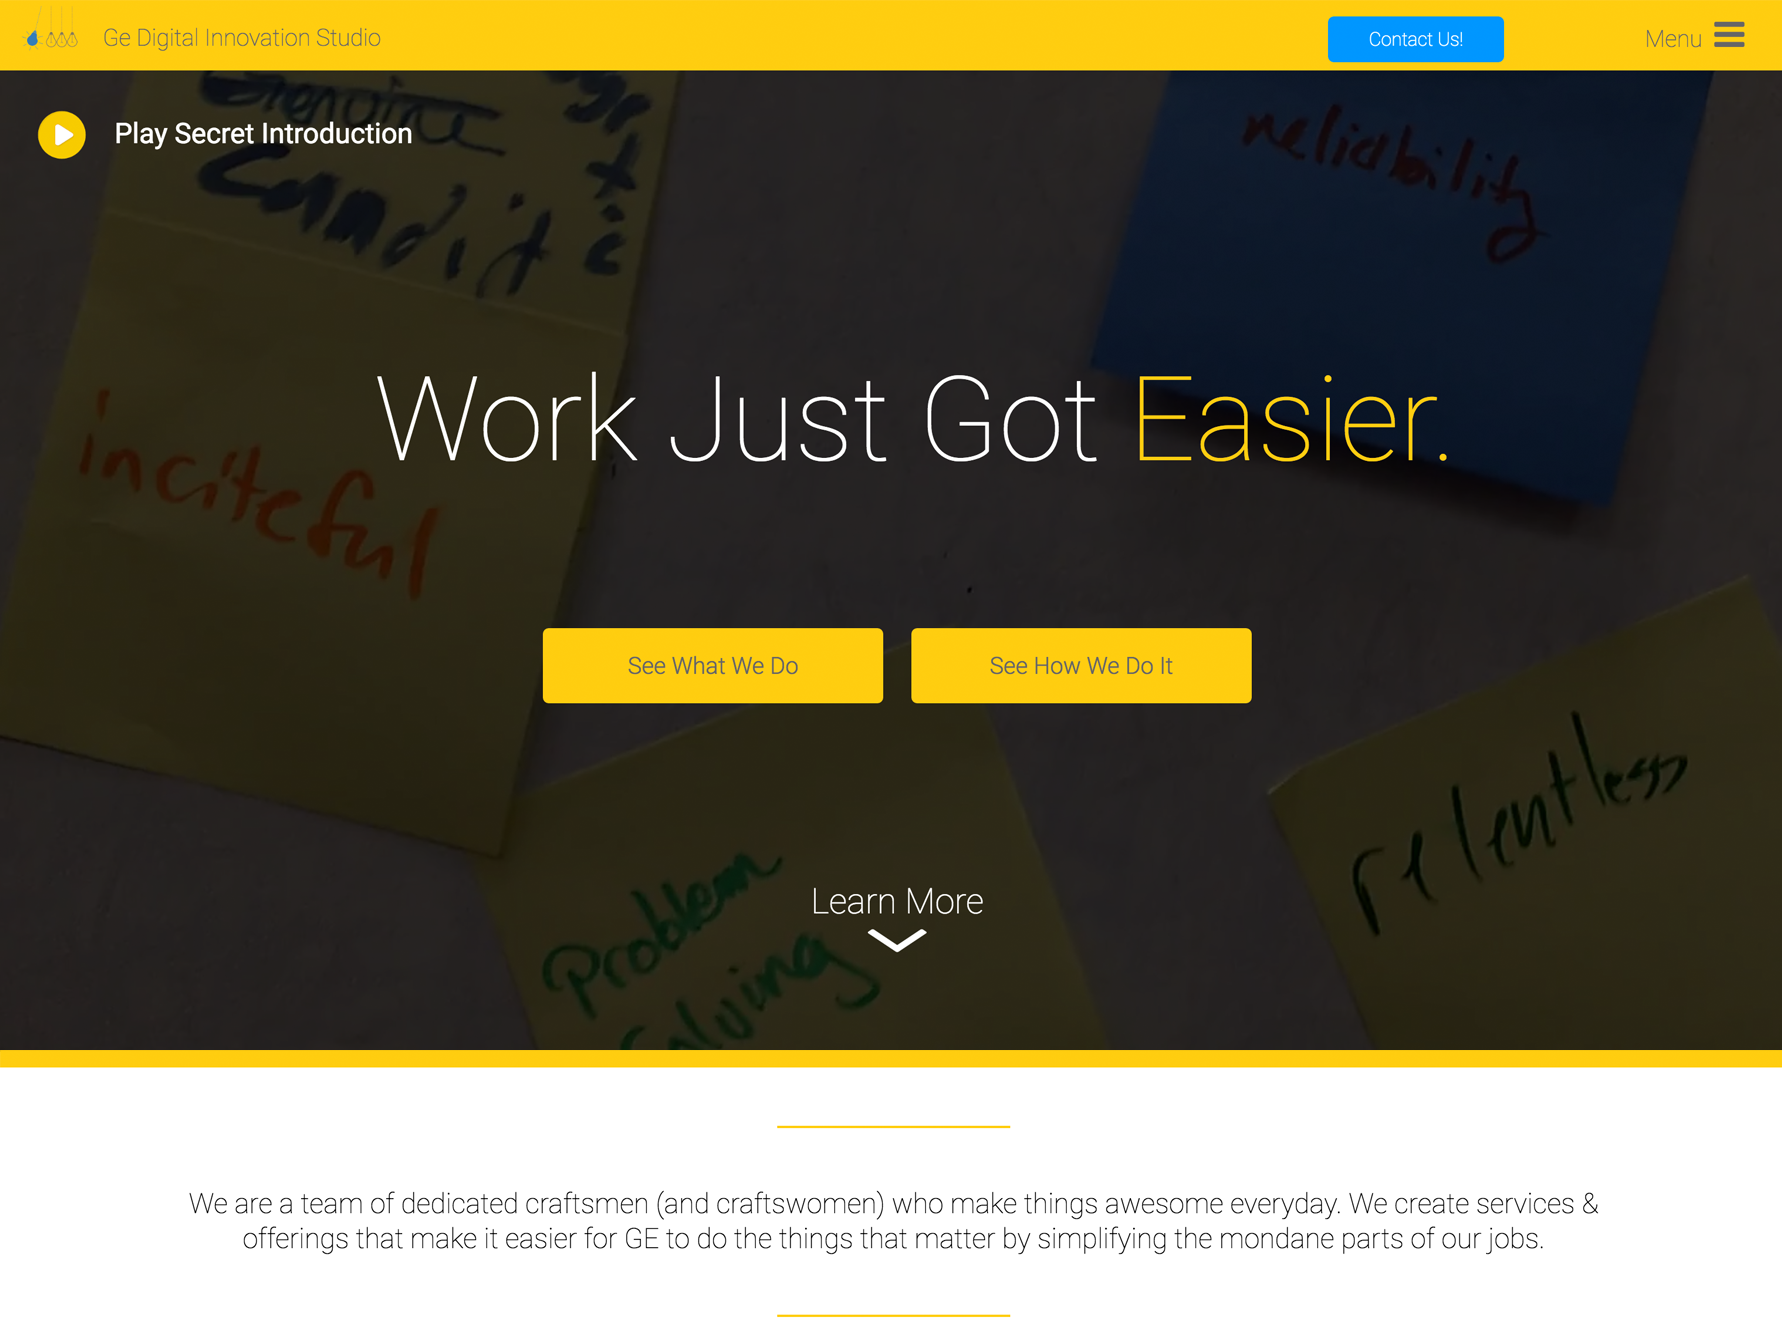 Ge Digital Innovation Studio
Contact Us!
Menu
Play Secret Introduction
reliability
inciteful
Work Just Got Easier.
See What We Do
See How We Do It
relentless
Learn More
problem
solving
We are a team of dedicated craftsmen (and craftswomen) who make things awesome everyday. We create services &
offerings that make it easier for GE to do the things that matter by simplifying the mondane parts of our jobs.